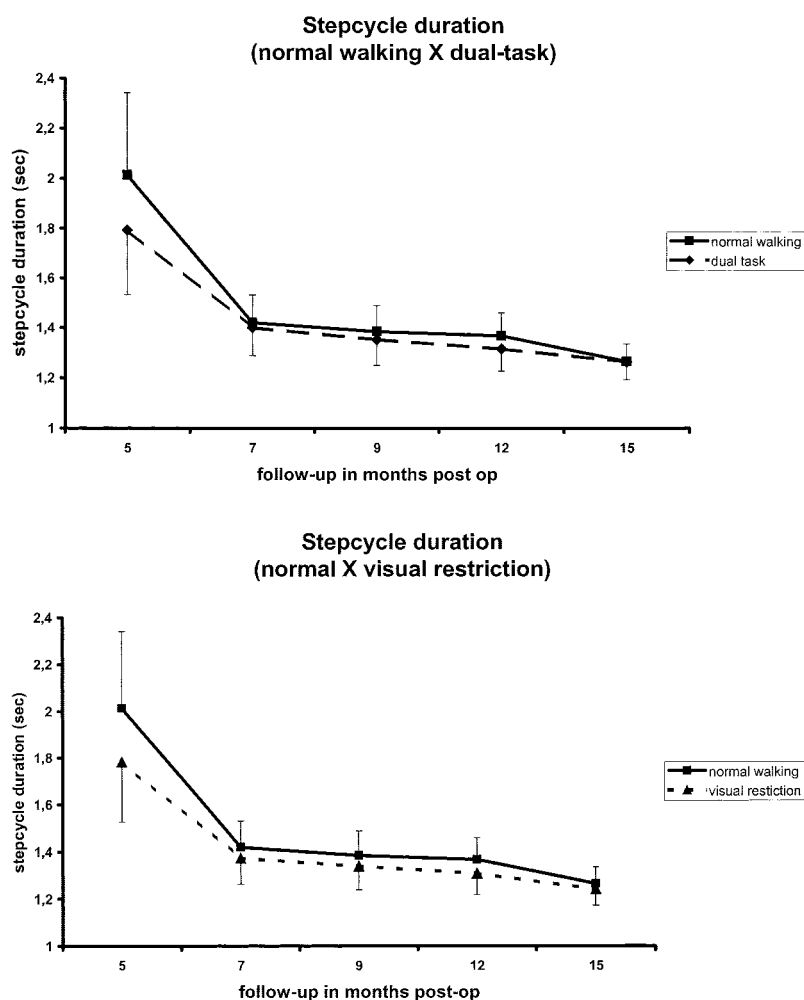 Stepcycle duration
(normal walking X dual-task)
2,4
2,2
2
1,8
1,6
1,4
1,2
1
stepcycle duration (sec)
5 7 9 12 15
follow-up in months post op
normal walking
dual task
Stepcycle duration
(normal X visual restriction)
2,4
2,2
2
1,8
1,6
1,4
1,2
1
stepcycle duration (sec)
5 7 9 12 15
follow-up in months post-op
normal walking
visual restiction